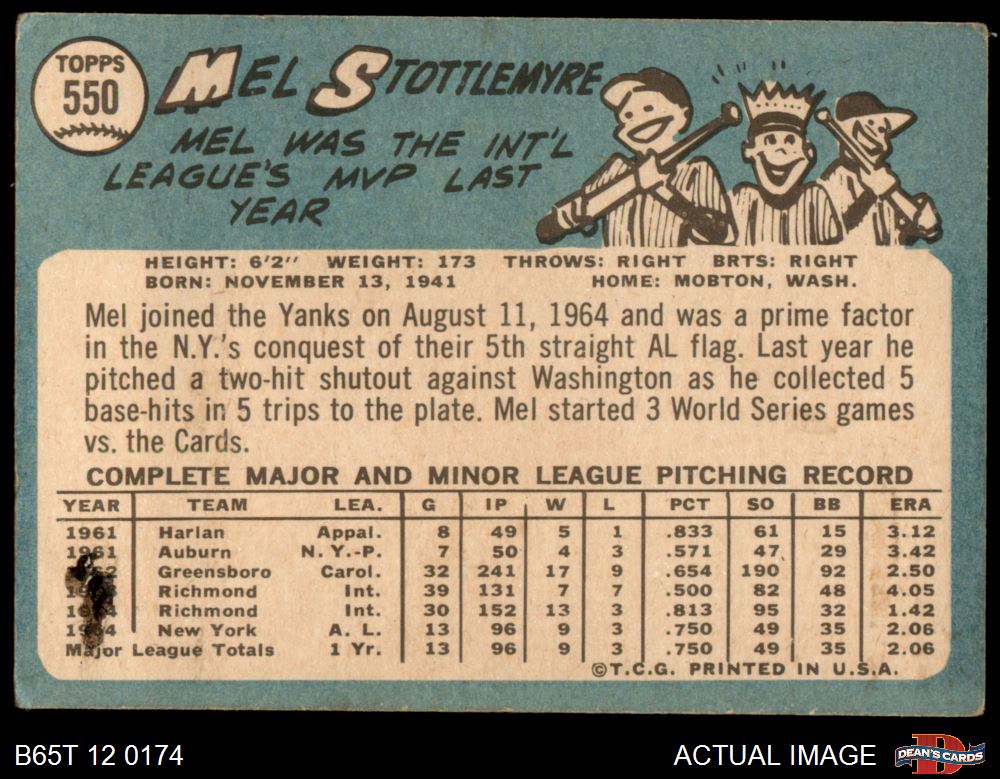 TOPPS
550
MEL STOTTLEMYRE
MEL WAS THE INT'L
LEAGUE'S MVP LAST
YEAR
HEIGHT: 6'2" WEIGHT: 173 THROWS: RIGHT BRTS: RIGHT
BORN: NOVEMBER 13, 1941 HOME: MOBTON, WASH.
Mel joined the Yanks on August 11, 1964 and was a prime factor
in the N.Y.'s conquest of their 5th straight AL flag. Last year he
pitched a two-hit shutout against Washington as he collected 5
base-hits in 5 trips to the plate. Mel started 3 World Series games
vs. the Cards.
COMPLETE MAJOR AND MINOR LEAGUE PITCHING RECORD
YEAR TEAM LEA. G IP W L PCT SO BB ERA
1961 Harlan Appal. 8 49 5 1 .833 61 15 3.12
1961 Auburn N.Y.-P. 7 50 4 3 .571 47 29 3.42
Greensboro Carol. 32 241 17 9 .654 190 92 2.50
Richmond Int. 39 131 7 7 .500 82 48 4.05
Richmond Int. 30 152 13 3 .813 95 32 1.42
New York A. L. 13 96 9 3 .750 49 35 2.06
Major League Totals 1 Yr. 13 96 9 3 .750 49 35 2.06
©T.C.G. PRINTED IN U.S.A.
B65T 12 0174 ACTUAL IMAGE DEAN'S CARDS